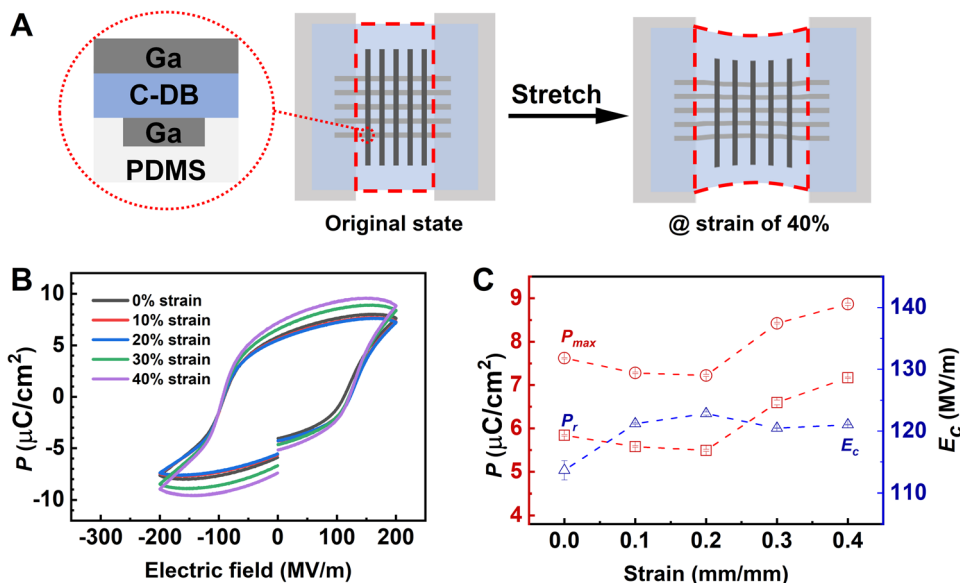 A
Ga
C-DB
Ga
PDMS
Original state
Stretch
@ strain of 40%
B
0% strain
10% strain
20% strain
30% strain
40% strain
10
5
0
-5
-10
P (μC/cm²)
-300 -200 -100 0 100 200
Electric field (MV/m)
C
Pmax
Pr
Ec
9
8
7
6
5
4
P (μC/cm²)
140
130
120
110
EC (MV/m)
0.0 0.1 0.2 0.3 0.4
Strain (mm/mm)